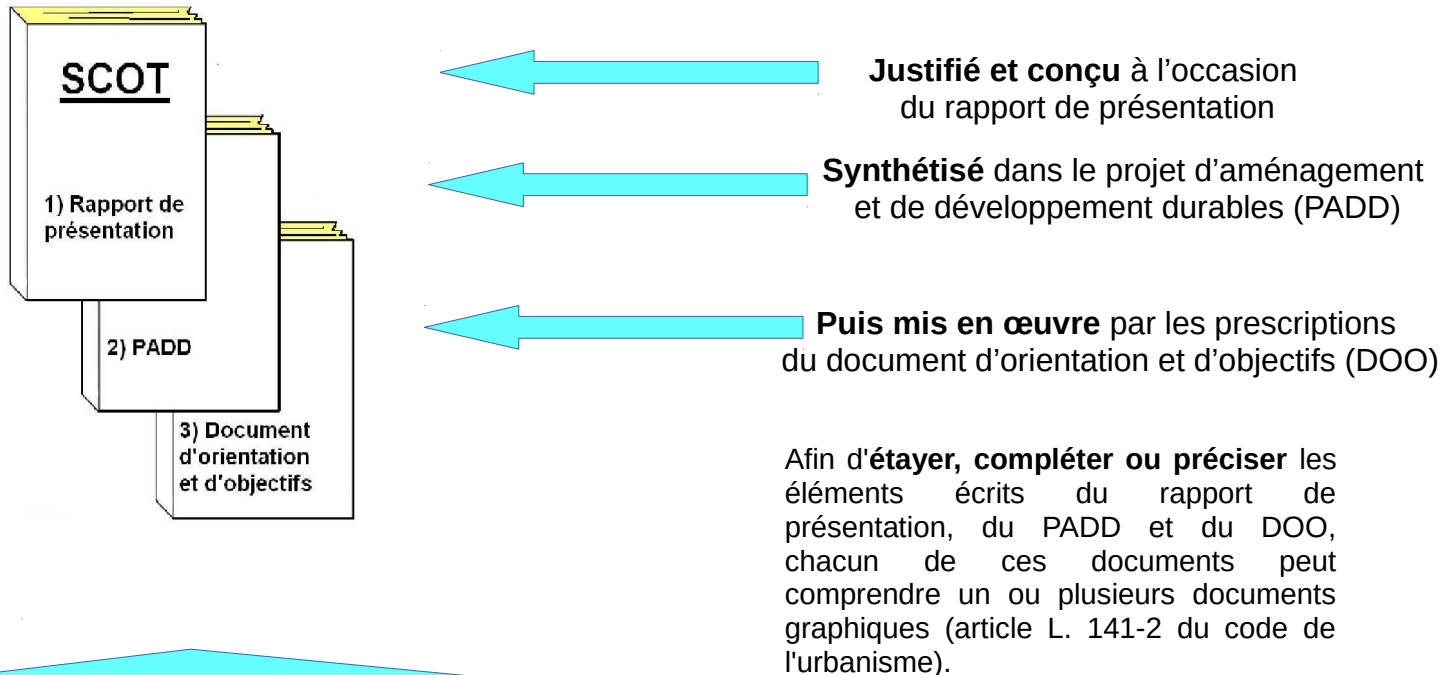 SCOT
1) Rapport de
présentation
2) PADD
3) Document
d'orientation
et d'objectifs
Justifié et conçu à l’occasion
du rapport de présentation
Synthétisé dans le projet d’aménagement
et de développement durables (PADD)
Puis mis en œuvre par les prescriptions
du document d’orientation et d’objectifs (DOO)
Afin d'étayer, compléter ou préciser les
éléments écrits du rapport de
présentation, du PADD et du DOO,
chacun de ces documents peut
comprendre un ou plusieurs documents
graphiques (article L. 141-2 du code de
l'urbanisme).